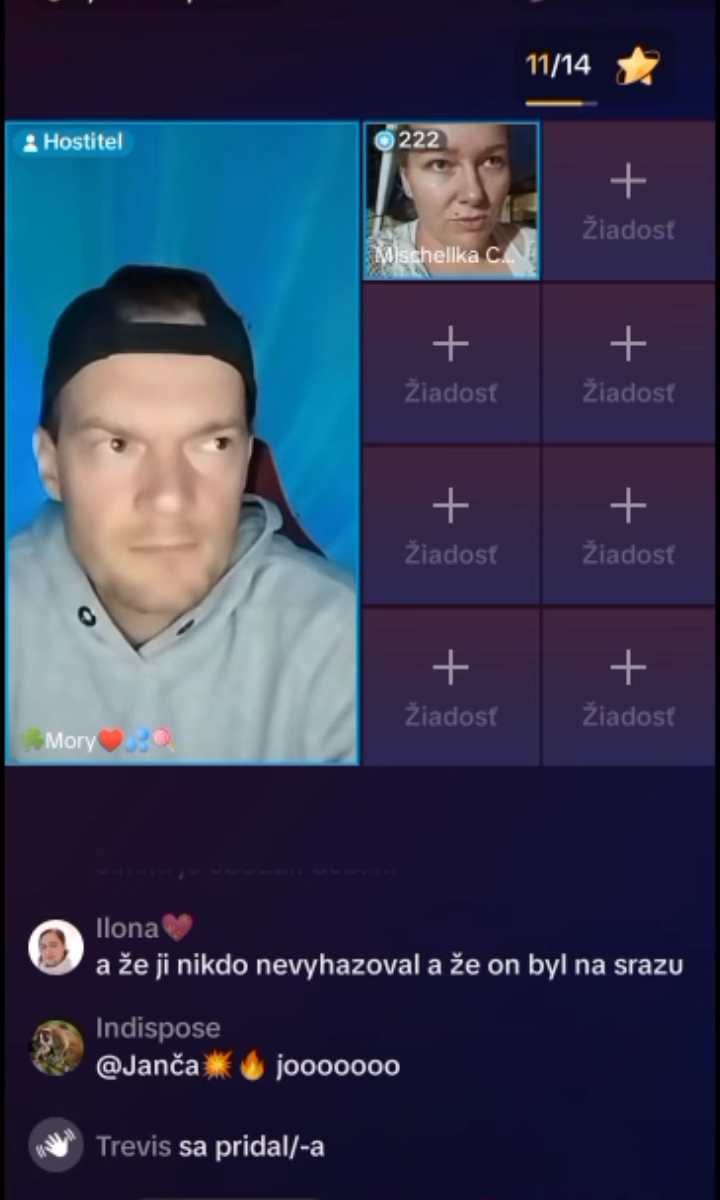 11/14
Hostitel
222
Mischellka C...
Žiadosť
Žiadosť
Žiadosť
Žiadosť
Žiadosť
Žiadosť
Žiadosť
🍀Mory❤️💦🍭
Ilona💖
a že ji nikdo nevyhazoval a že on byl na srazu
Indispose
@Janča💥🔥 jooooooo
Trevis sa pridal/-a